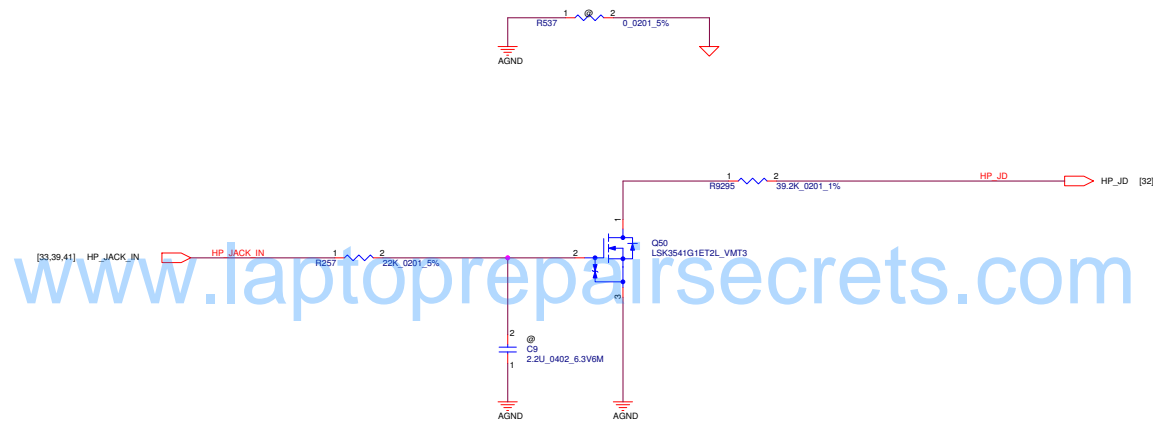 1 @ 2
R537 0_0201_5%
AGND
1 2 HP_JD
R9295 39.2K_0201_1% HP_JD [32]
1
Q50
LSK3541G1ET2L_VMT3
[33,39,41] HP_JACK_IN HP_JACK_IN 1 2 2
R257 22K_0201_5%
www.laptoprepairsecrets.com
3
2 @
C9
2.2U_0402_6.3V6M
1
AGND AGND